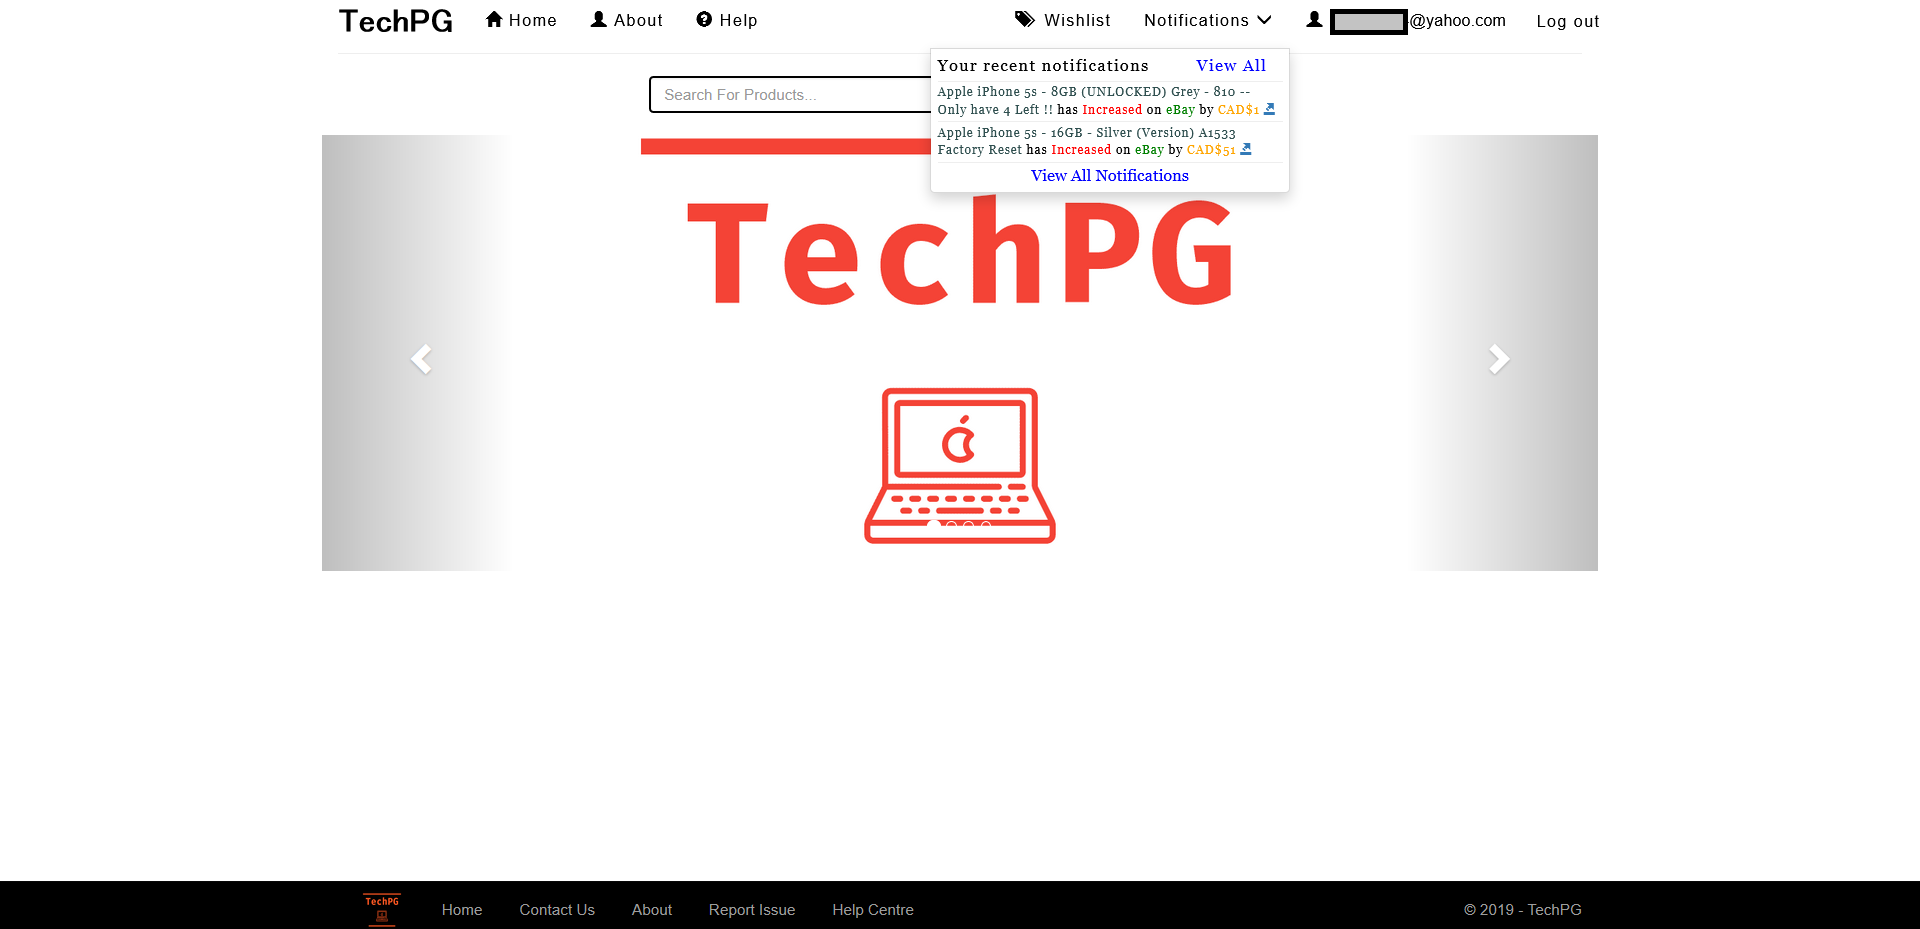 TechPG Home About Help Wishlist Notifications @yahoo.com Log out
Your recent notifications View All
Apple iPhone 5s - 8GB (UNLOCKED) Grey - 810 --
Only have 4 Left !! has Increased on eBay by CAD$1
Apple iPhone 5s - 16GB - Silver (Version) A1533
Factory Reset has Increased on eBay by CAD$51
View All Notifications
Search For Products...
TechPG
TechPG
Home Contact Us About Report Issue Help Centre © 2019 - TechPG